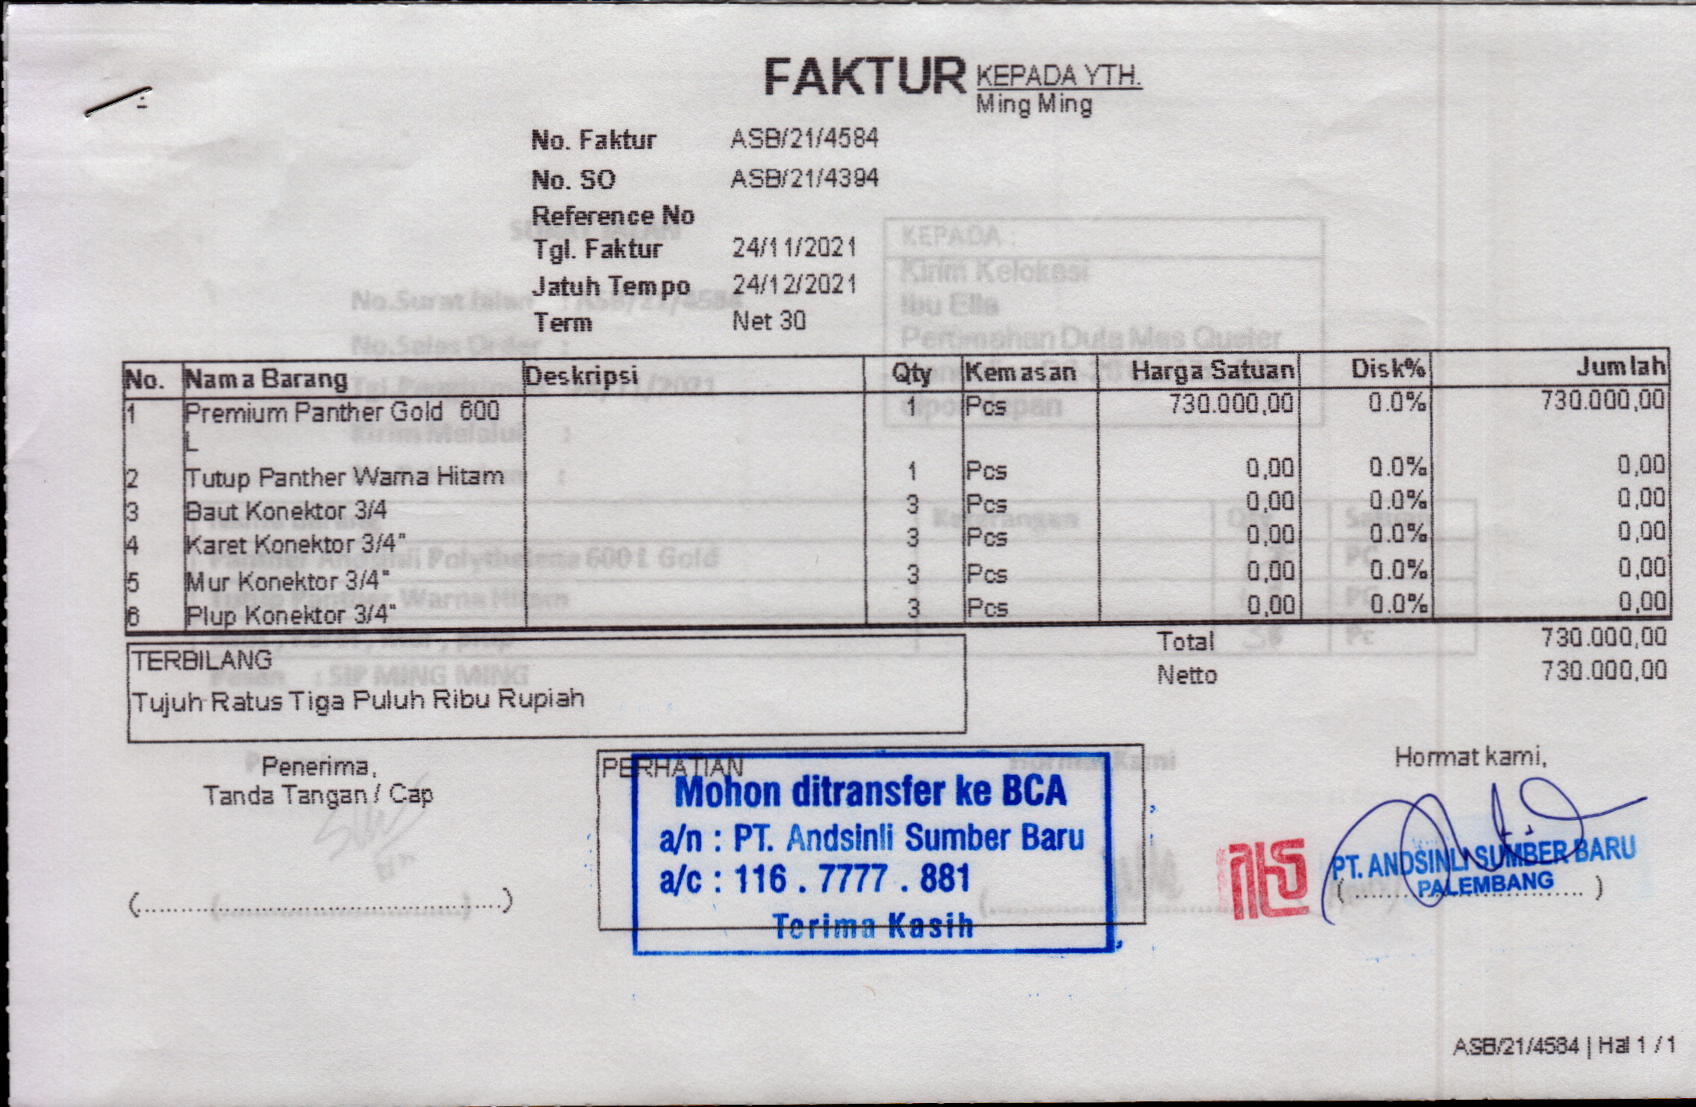 FAKTUR
KEPADA YTH.
Ming Ming
No. Faktur ASB/21/4584
No. SO ASB/21/4394
Reference No
Tgl. Faktur 24/11/2021
Jatuh Tempo 24/12/2021
Term Net 30
No. Nama Barang Deskripsi Qty Kemasan Harga Satuan Disk% Jumlah
1 Premium Panther Gold 600 1 Pcs 730.000,00 0.0% 730.000,00
L
2 Tutup Panther Warna Hitam 1 Pcs 0,00 0.0% 0,00
3 Baut Konektor 3/4 3 Pcs 0,00 0.0% 0,00
4 Karet Konektor 3/4" 3 Pcs 0,00 0.0% 0,00
5 Mur Konektor 3/4" 3 Pcs 0,00 0.0% 0,00
6 Plup Konektor 3/4" 3 Pcs 0,00 0.0% 0,00
Total 730.000,00
Netto 730.000,00
TERBILANG
Tujuh Ratus Tiga Puluh Ribu Rupiah
Penerima,
Tanda Tangan / Cap
(........................................)
PERHATIAN
Mohon ditransfer ke BCA
a/n : PT. Andsinli Sumber Baru
a/c : 116 . 7777 . 881
Terima Kasih
Hormat kami,
PT. ANDSINLI SUMBER BARU
PALEMBANG
(........................................)
ASB/21/4584 | Hal 1 / 1